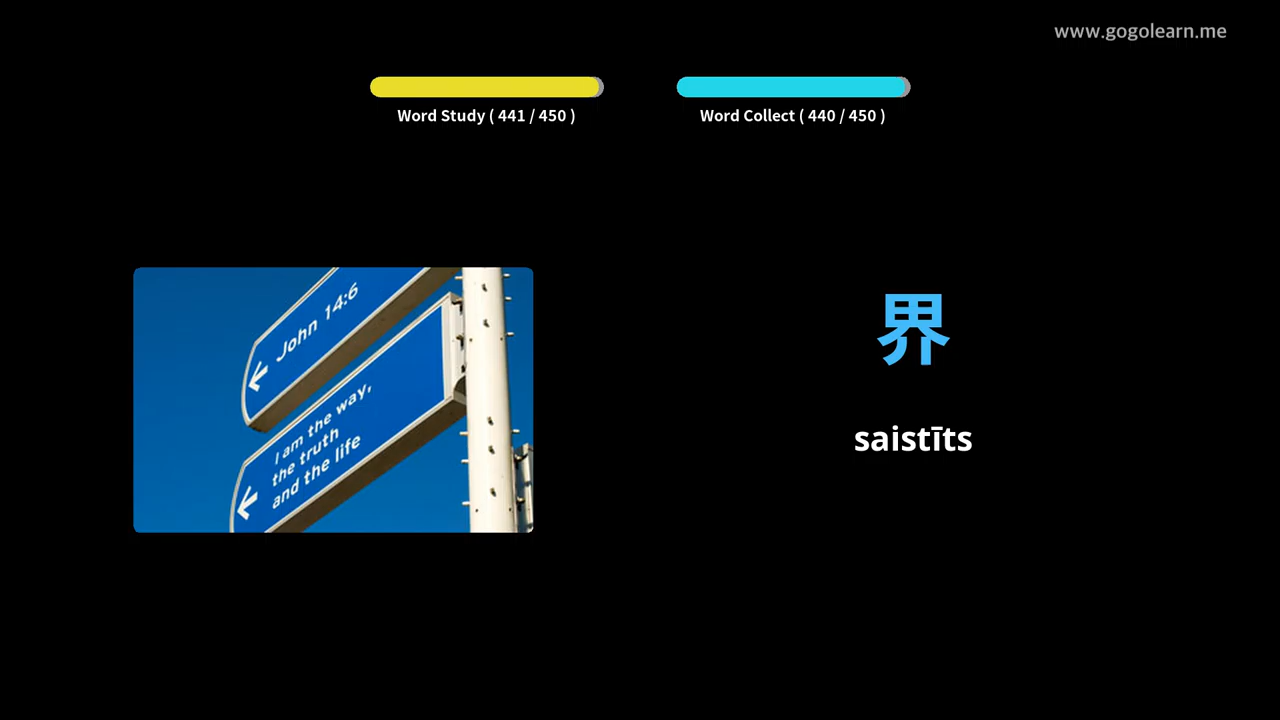 www.gogolearn.me
Word Study ( 441 / 450 )
Word Collect ( 440 / 450 )
John 14:6
I am the way,
the truth
and the life
界
saistīts